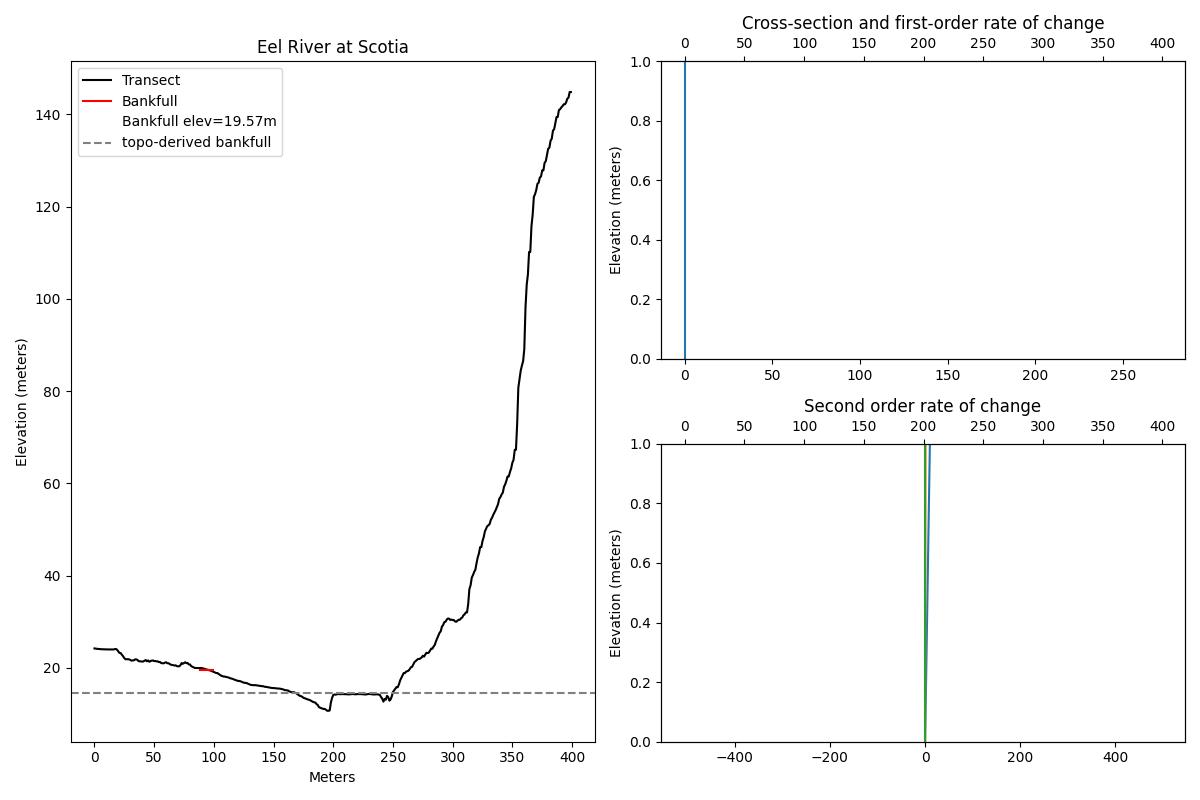 Eel River at Scotia
Transect
Bankfull
Bankfull elev=19.57m
topo-derived bankfull
Elevation (meters)
140
120
100
80
60
40
20
0 50 100 150 200 250 300 350 400
Meters
Cross-section and first-order rate of change
0 50 100 150 200 250 300 350 400
Elevation (meters)
1.0
0.8
0.6
0.4
0.2
0.0
0 50 100 150 200 250
Second order rate of change
0 50 100 150 200 250 300 350 400
Elevation (meters)
1.0
0.8
0.6
0.4
0.2
0.0
−400 −200 0 200 400